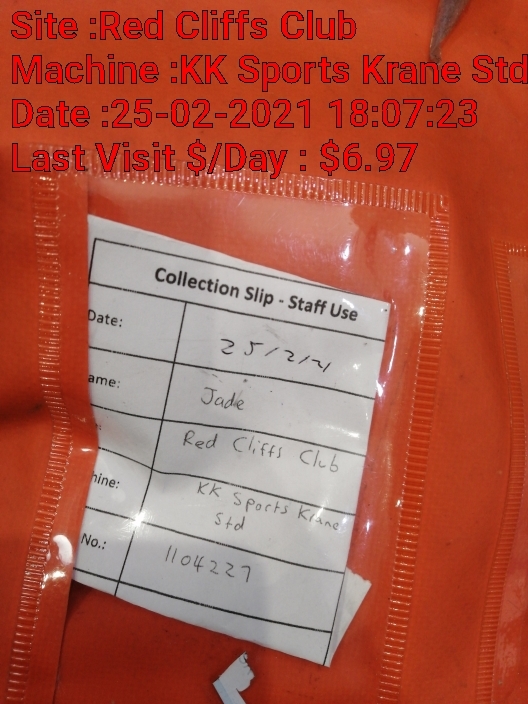 Site :Red Cliffs Club
Machine :KK Sports Krane Std
Date :25-02-2021 18:07:23
Last Visit $/Day : $6.97
Collection Slip - Staff Use
Date: 25/2/21
ame: Jade
: Red Cliffs Club
hine: KK Sports Krane
Std
No.: 1104227